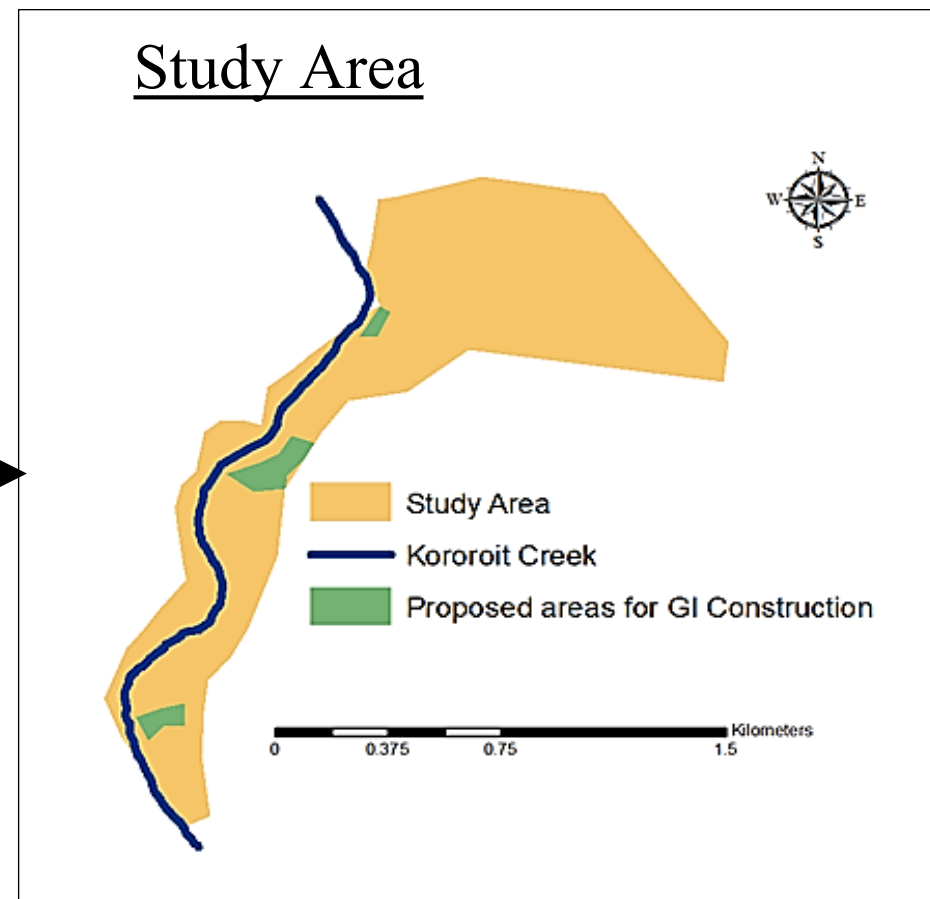 Study Area
N
W E
S
Study Area
Kororoit Creek
Proposed areas for GI Construction
Kilometers
0 0.375 0.75 1.5